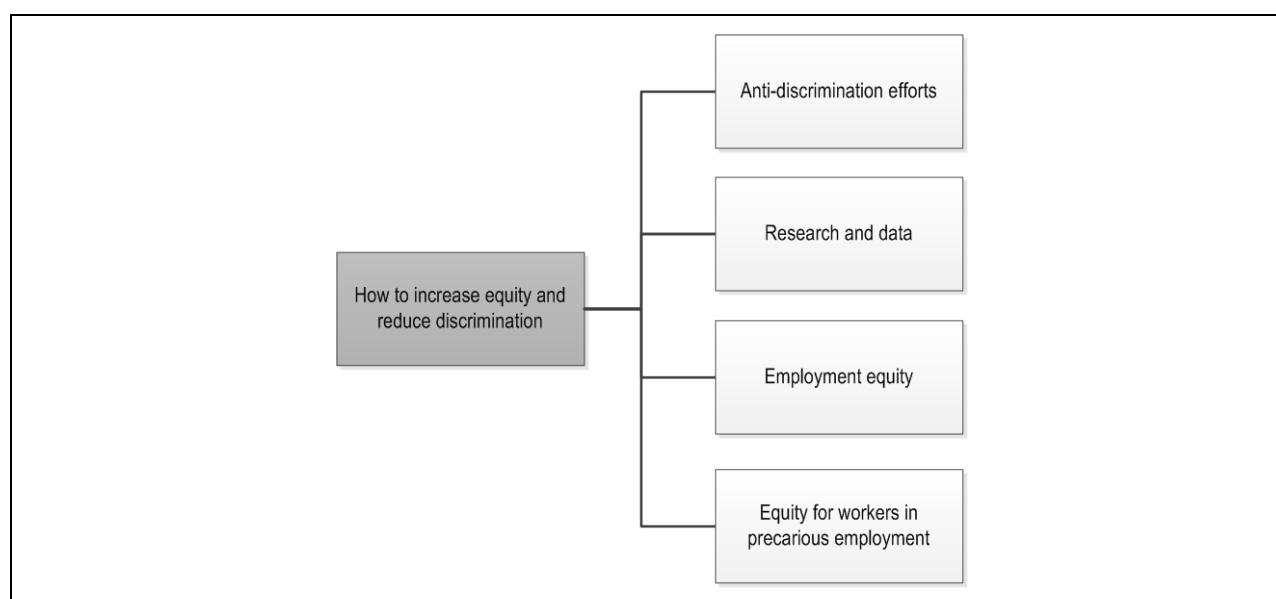 Anti-discrimination efforts
Research and data
How to increase equity and
reduce discrimination
Employment equity
Equity for workers in
precarious employment